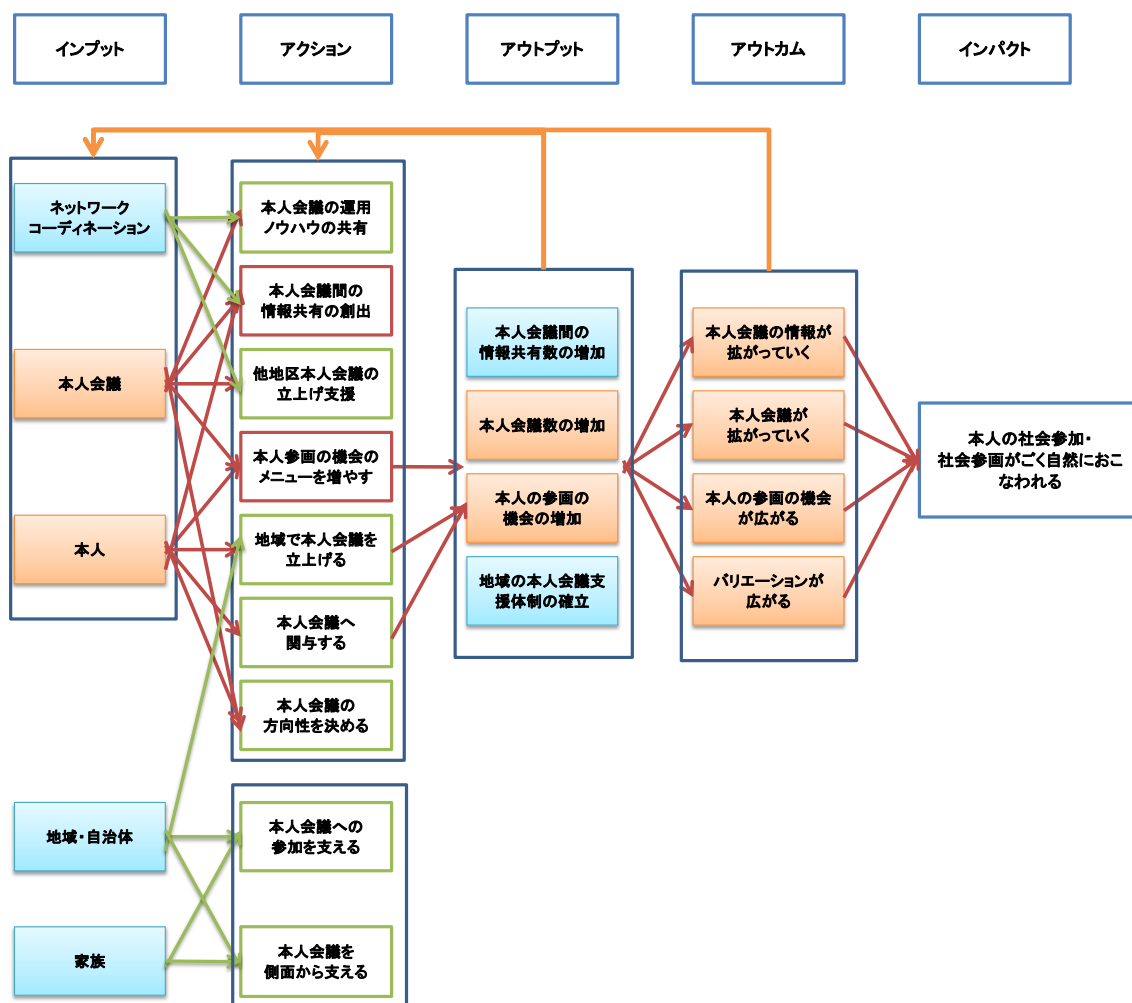 インプット
アクション
アウトプット
アウトカム
インパクト
ネットワーク
コーディネーション
本人会議
本人
地域・自治体
家族
本人会議の運用
ノウハウの共有
本人会議間の
情報共有の創出
他地区本人会議の
立上げ支援
本人参画の機会の
メニューを増やす
地域で本人会議を
立上げる
本人会議へ
関与する
本人会議の
方向性を決める
本人会議への
参加を支える
本人会議を
側面から支える
本人会議間の
情報共有数の増加
本人会議数の増加
本人の参画の
機会の増加
地域の本人会議支
援体制の確立
本人会議の情報が
拡がっていく
本人会議が
拡がっていく
本人の参画の機会
が広がる
バリエーションが
広がる
本人の社会参加・
社会参画がごく自然におこ
なわれる